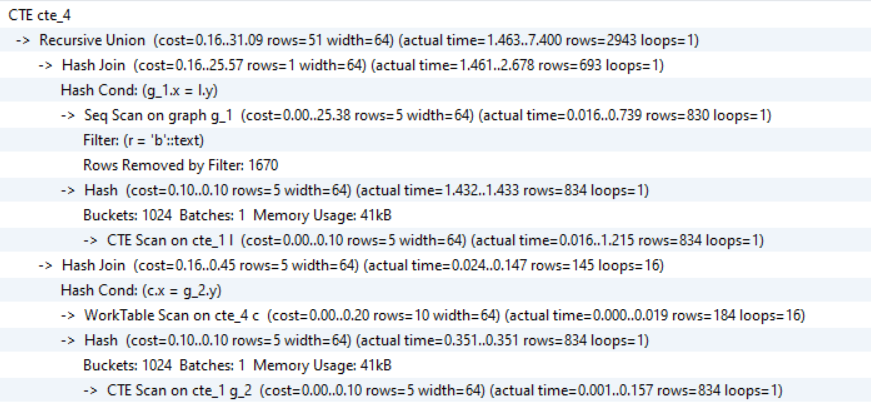 CTE cte_4
-> Recursive Union (cost=0.16..31.09 rows=51 width=64) (actual time=1.463..7.400 rows=2943 loops=1)
-> Hash Join (cost=0.16..25.57 rows=1 width=64) (actual time=1.461..2.678 rows=693 loops=1)
Hash Cond: (g_1.x = l.y)
-> Seq Scan on graph g_1 (cost=0.00..25.38 rows=5 width=64) (actual time=0.016..0.739 rows=830 loops=1)
Filter: (r = 'b'::text)
Rows Removed by Filter: 1670
-> Hash (cost=0.10..0.10 rows=5 width=64) (actual time=1.432..1.433 rows=834 loops=1)
Buckets: 1024 Batches: 1 Memory Usage: 41kB
-> CTE Scan on cte_1 l (cost=0.00..0.10 rows=5 width=64) (actual time=0.016..1.215 rows=834 loops=1)
-> Hash Join (cost=0.16..0.45 rows=5 width=64) (actual time=0.024..0.147 rows=145 loops=16)
Hash Cond: (c.x = g_2.y)
-> WorkTable Scan on cte_4 c (cost=0.00..0.20 rows=10 width=64) (actual time=0.000..0.019 rows=184 loops=16)
-> Hash (cost=0.10..0.10 rows=5 width=64) (actual time=0.351..0.351 rows=834 loops=1)
Buckets: 1024 Batches: 1 Memory Usage: 41kB
-> CTE Scan on cte_1 g_2 (cost=0.00..0.10 rows=5 width=64) (actual time=0.001..0.157 rows=834 loops=1)